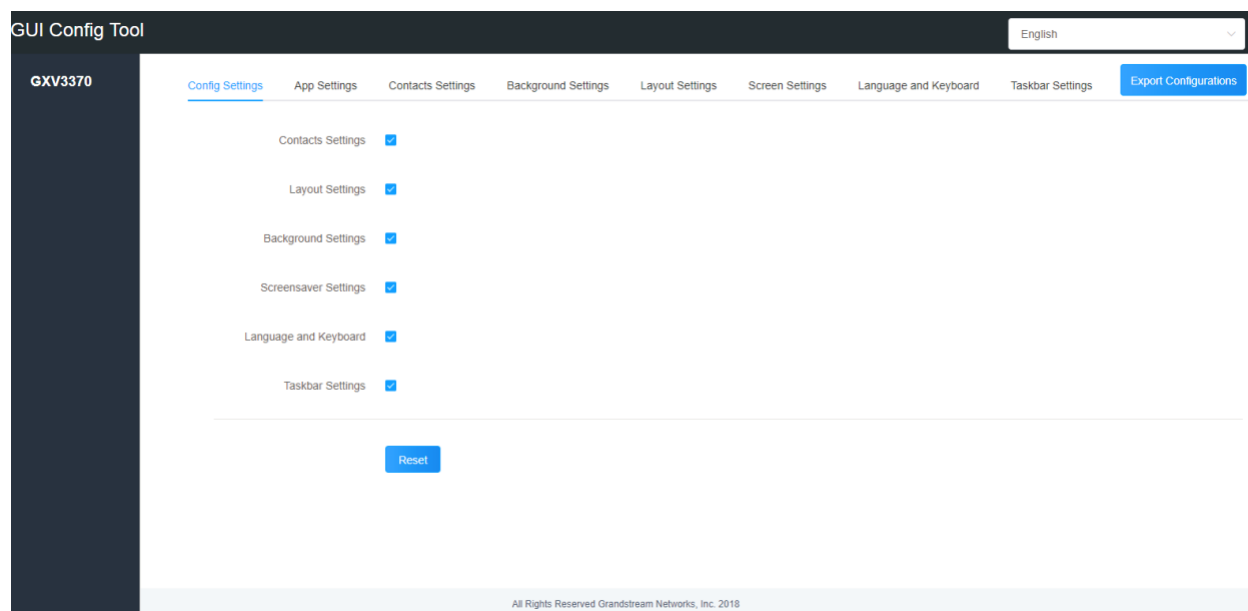 GUI Config Tool
English
GXV3370
Config Settings App Settings Contacts Settings Background Settings Layout Settings Screen Settings Language and Keyboard Taskbar Settings Export Configurations
Contacts Settings
Layout Settings
Background Settings
Screensaver Settings
Language and Keyboard
Taskbar Settings
Reset
All Rights Reserved Grandstream Networks, Inc. 2018